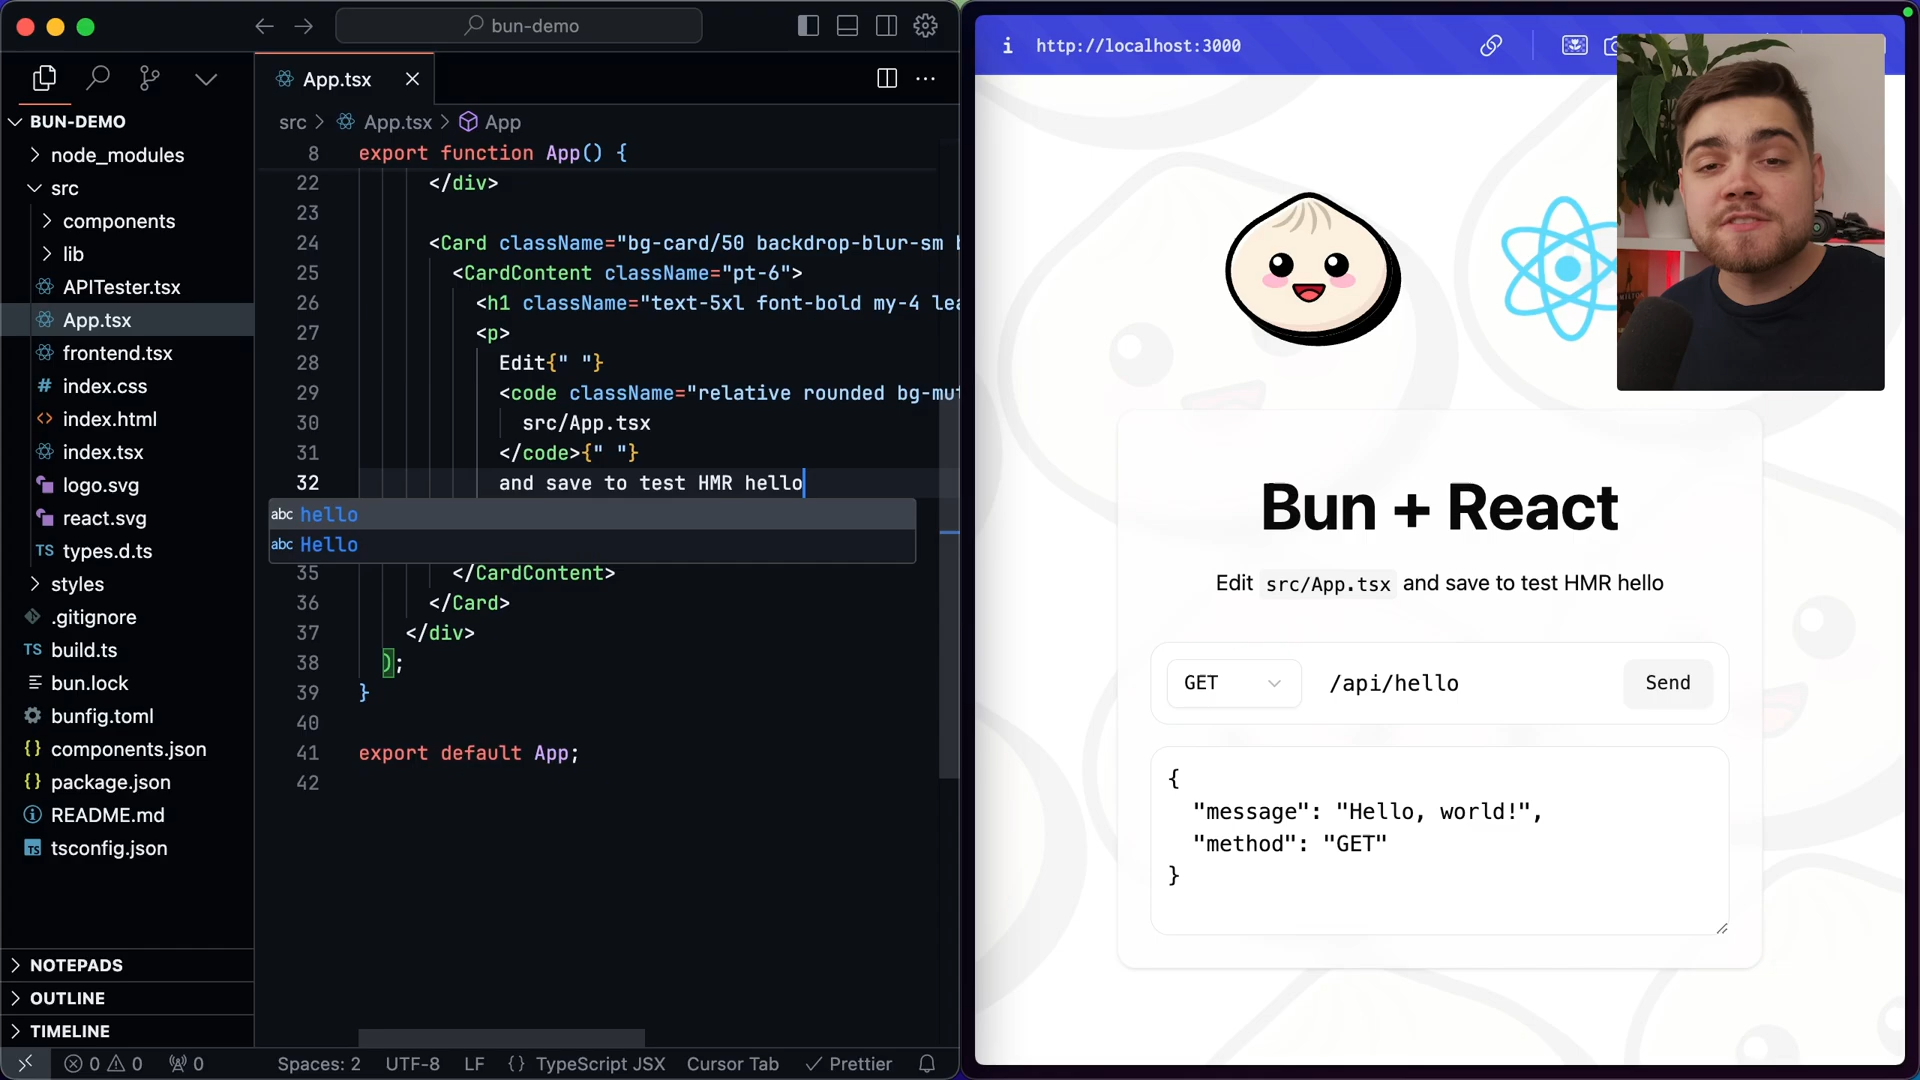 bun-demo
BUN-DEMO
node_modules
src
components
lib
APITester.tsx
App.tsx
frontend.tsx
# index.css
<> index.html
index.tsx
logo.svg
react.svg
TS types.d.ts
styles
.gitignore
TS build.ts
bun.lock
bunfig.toml
{} components.json
{} package.json
README.md
TS tsconfig.json
NOTEPADS
OUTLINE
TIMELINE
App.tsx
src > App.tsx > App
8 export function App() {
22 </div>
23
24 <Card className="bg-card/50 backdrop-blur-sm
25 <CardContent className="pt-6">
26 <h1 className="text-5xl font-bold my-4
27 <p>
28 Edit{" "}
29 <code className="relative rounded
30 src/App.tsx
31 </code>{" "}
32 and save to test HMR hello
abc hello
abc Hello
35 </CardContent>
36 </Card>
37 </div>
38 );
39 }
40
41 export default App;
42
0 0 0 Spaces: 2 UTF-8 LF {} TypeScript JSX Cursor Tab Prettier
i http://localhost:3000
Bun + React
Edit src/App.tsx and save to test HMR hello
GET /api/hello Send
{
"message": "Hello, world!",
"method": "GET"
}